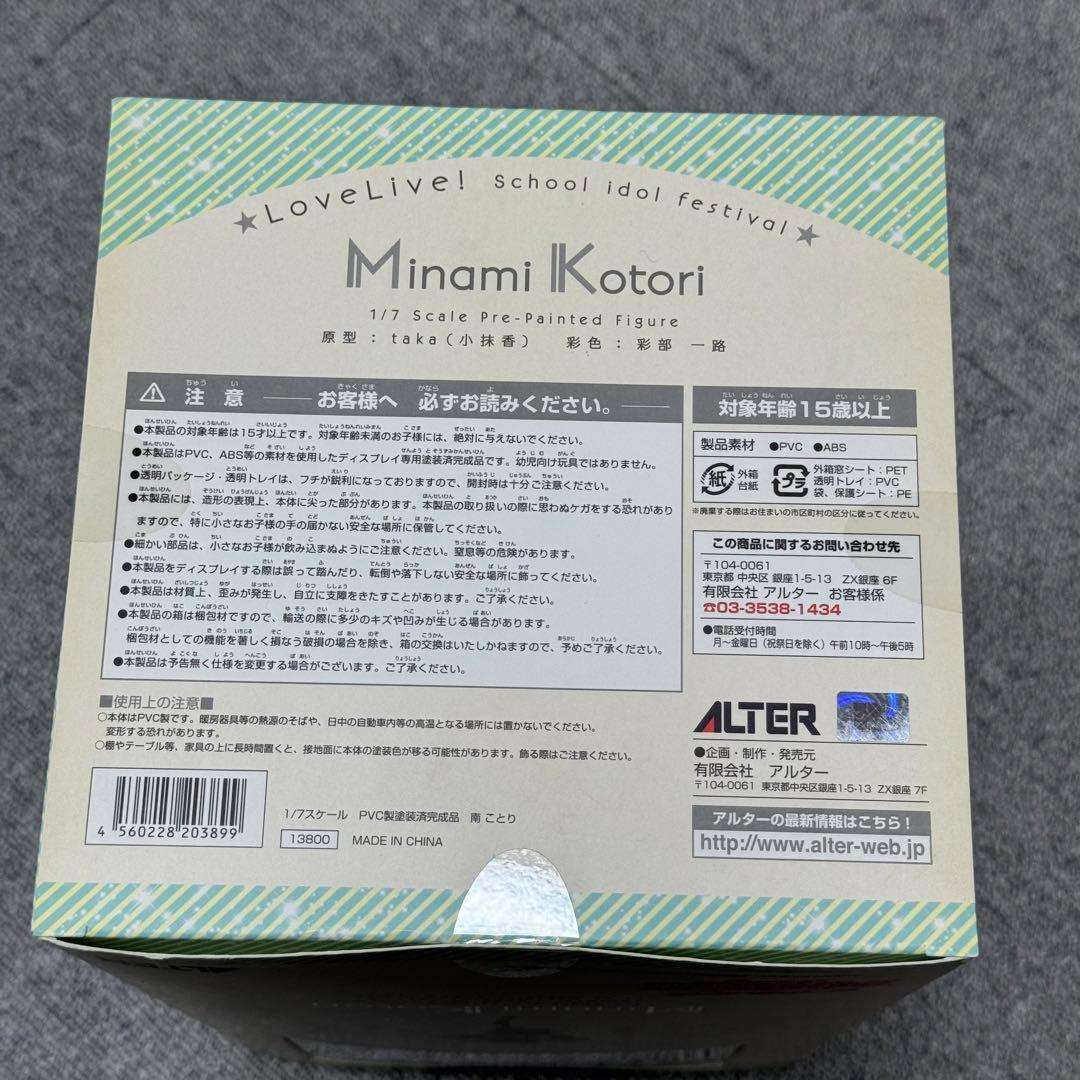 ★LoveLive! School idol festival★
Minami Kotori
1/7 Scale Pre-Painted Figure
原型：taka（小抹香）　彩色：彩部 一路
注意 ── お客様へ 必ずお読みください。──
●本製品の対象年齢は15才以上です。対象年齢未満のお子様には、絶対に与えないでください。
●本製品はPVC、ABS等の素材を使用したディスプレイ専用塗装済完成品です。幼児向け玩具ではありません。
●透明パッケージ・透明トレイは、フチが鋭利になっておりますので、開封時は十分ご注意ください。
●本製品には、造形の表現上、本体に尖った部分があります。本製品の取り扱いの際に思わぬケガをする恐れがあり
ますので、特に小さなお子様の手の届かない安全な場所に保管してください。
●細かい部品は、小さなお子様が飲み込まぬようにご注意ください。窒息等の危険があります。
●本製品をディスプレイする際は誤って踏んだり、転倒や落下しない安全な場所に飾ってください。
●本製品は材質上、歪みが発生し、自立に支障をきたすことがあります。ご了承ください。
●本製品の箱は梱包材ですので、輸送の際に多少のキズや凹みが生じる場合があります。
梱包材としての機能を著しく損なう破損の場合を除き、箱の交換はいたしかねますので、予めご了承ください。
●本製品は予告無く仕様を変更する場合がございます。ご了承ください。
■使用上の注意■
○本体はPVC製です。暖房器具等の熱源のそばや、日中の自動車内等の高温となる場所には置かないでください。
変形する恐れがあります。
○棚やテーブル等、家具の上に長時間置くと、接地面に本体の塗装色が移る可能性があります。飾る際はご注意ください。
4 560228 203899
1/7スケール　PVC製塗装済完成品　南 ことり
13800 MADE IN CHINA
対象年齢15歳以上
製品素材 ●PVC ●ABS
紙 外箱 台紙
プラ 外箱窓シート：PET
透明トレイ：PVC
袋、保護シート：PE
※廃棄する際はお住まいの市区町村の区分に従ってください。
この商品に関するお問い合わせ先
〒104-0061
東京都 中央区 銀座1-5-13　ZX銀座 6F
有限会社 アルター お客様係
☎03-3538-1434
●電話受付時間
月〜金曜日（祝祭日を除く）午前10時〜午後5時
ALTER
●企画・制作・発売元
有限会社　アルター
〒104-0061 東京都中央区銀座1-5-13 ZX銀座 7F
アルターの最新情報はこちら！
http://www.alter-web.jp